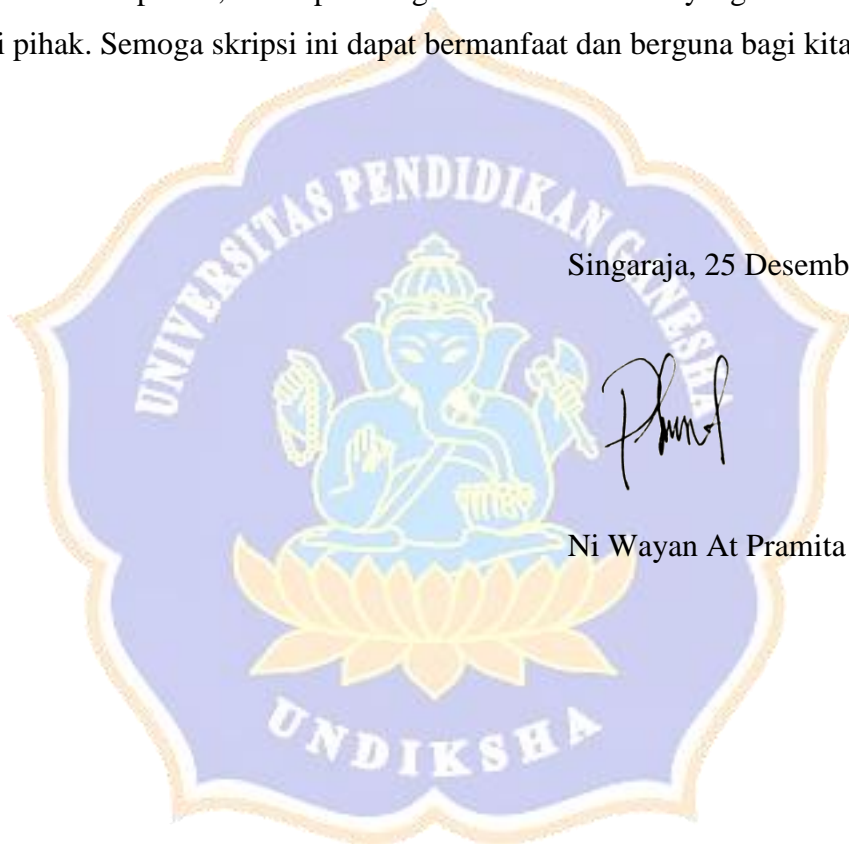 i pihak. Semoga skripsi ini dapat bermanfaat dan berguna bagi kita
UNIVERSITAS PENDIDIKAN GANESHA
Singaraja, 25 Desemb
Ni Wayan At Pramita
UNDIKSHA